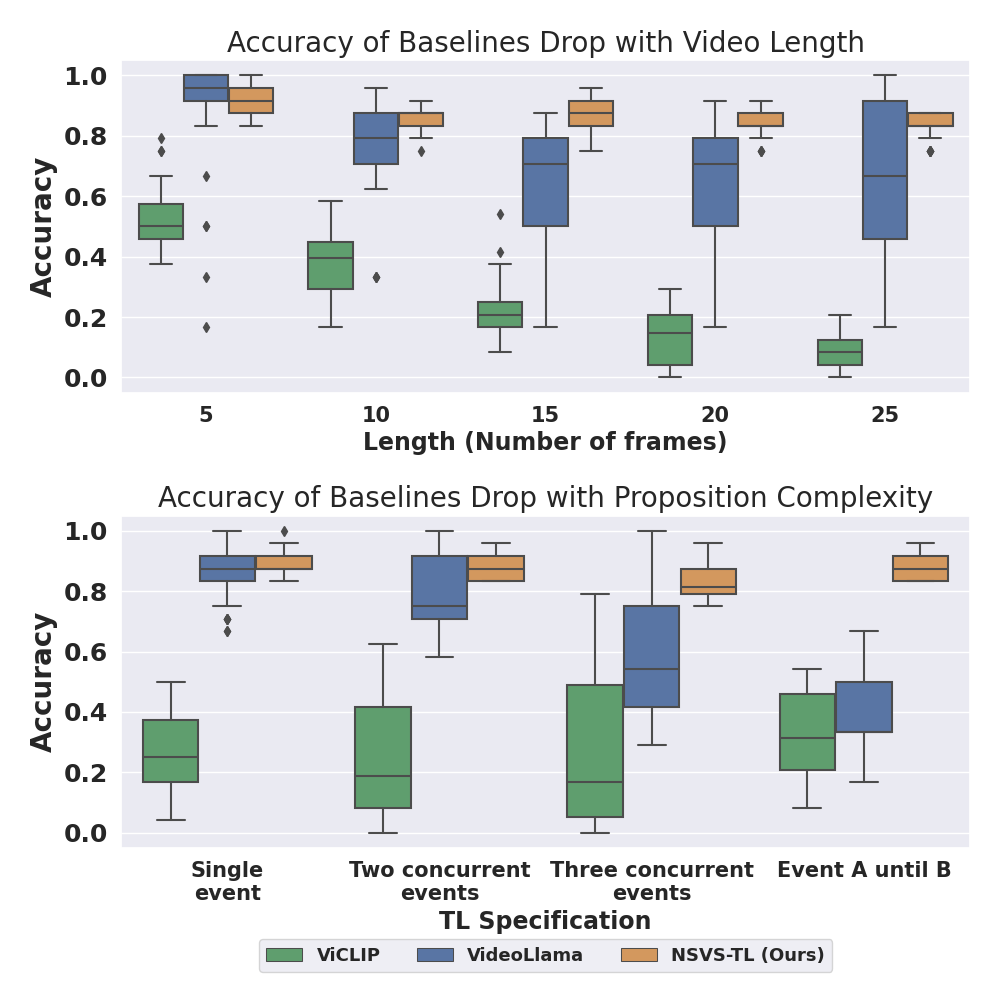 Accuracy of Baselines Drop with Video Length
1.0
0.8
0.6
0.4
0.2
0.0
Accuracy
5 10 15 20 25
Length (Number of frames)
Accuracy of Baselines Drop with Proposition Complexity
1.0
0.8
0.6
0.4
0.2
0.0
Accuracy
Single event
Two concurrent events
Three concurrent events
Event A until B
TL Specification
ViCLIP VideoLlama NSVS-TL (Ours)